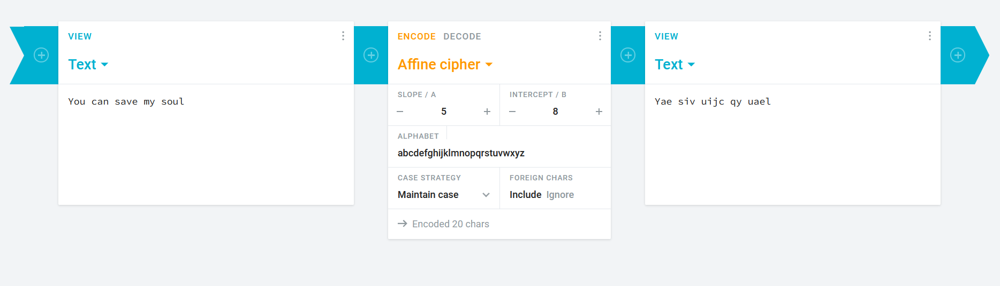 VIEW
Text
You can save my soul
ENCODE DECODE
Affine cipher
SLOPE / A
5
INTERCEPT / B
8
ALPHABET
abcdefghijklmnopqrstuvwxyz
CASE STRATEGY
Maintain case
FOREIGN CHARS
Include Ignore
Encoded 20 chars
VIEW
Text
Yae siv uijc qy uael